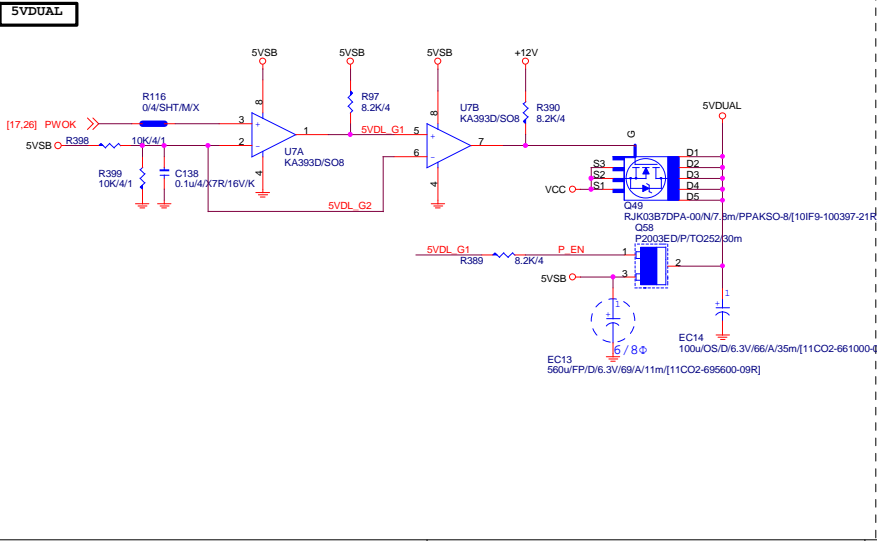 5VDUAL
5VSB
5VSB
5VSB
+12V
R116
0/4/SHT/M/X
R97
8.2K/4
U7B
KA393D/SO8
R390
8.2K/4
5VDUAL
[17,26] PWOK
3
8
+
1
5VDL_G1
5
8
+
7
G
5VSB
R398
10K/4/1
2
−
U7A
KA393D/SO8
4
6
−
4
S3
S2
S1
VCC
D1
D2
D3
D4
D5
R399
10K/4/1
C138
0.1u/4/X7R/16V/K
5VDL_G2
Q49
RJK03B7DPA-00/N/7.8m/PPAKSO-8/[10IF9-100397-21R
Q58
P2003ED/P/TO252/30m
5VDL_G1
R389
8.2K/4
P_EN
1
2
3
5VSB
1
+
6/8Φ
1
+
EC14
100u/OS/D/6.3V/66/A/35m/[11CO2-661000-0
EC13
560u/FP/D/6.3V/69/A/11m/[11CO2-695600-09R]